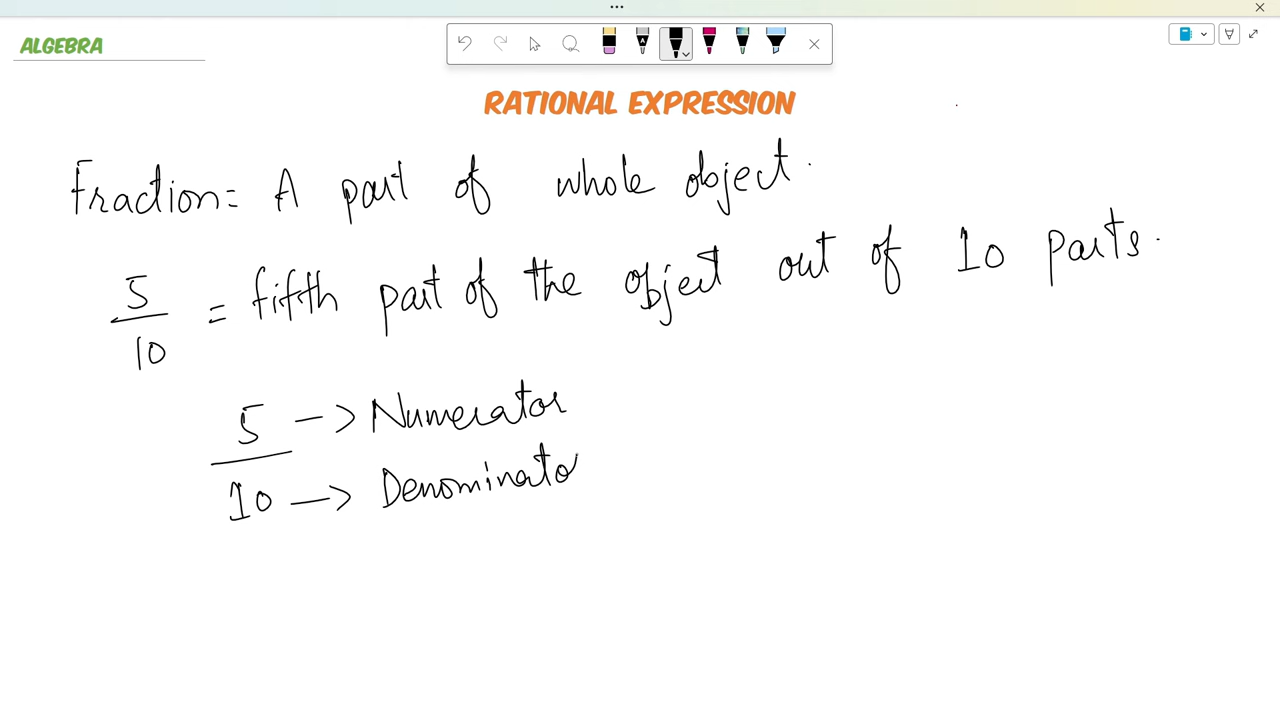 ALGEBRA
RATIONAL EXPRESSION
Fraction= A part of whole object.
5
10
= fifth part of the object out of 10 parts.
5 -> Numerator
10 -> Denominator